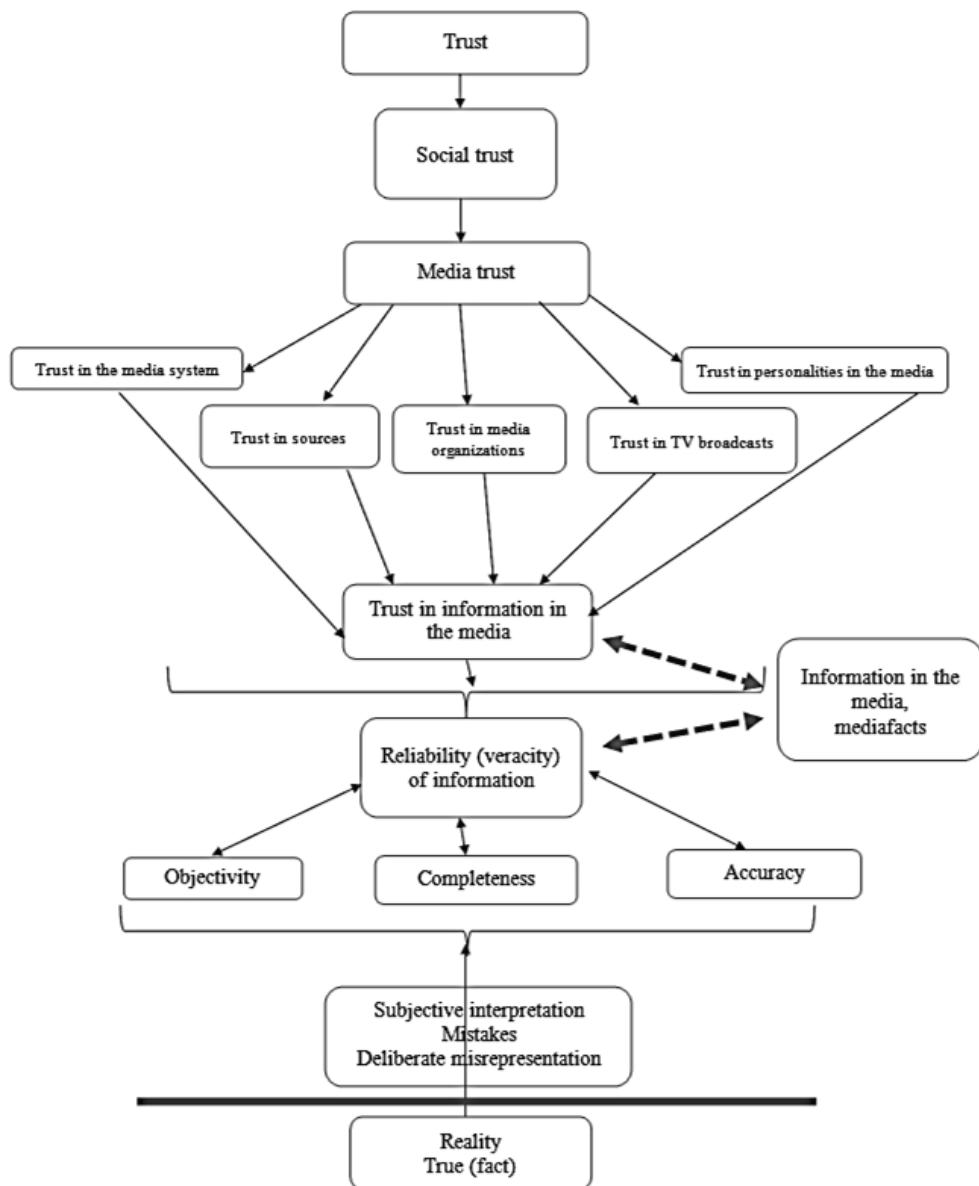 Trust
Social trust
Media trust
Trust in the media system
Trust in personalities in the media
Trust in sources
Trust in media
organizations
Trust in TV broadcasts
Trust in information in
the media
Information in the
media,
mediafacts
Reliability (veracity)
of information
Objectivity
Completeness
Accuracy
Subjective interpretation
Mistakes
Deliberate misrepresentation
Reality
True (fact)